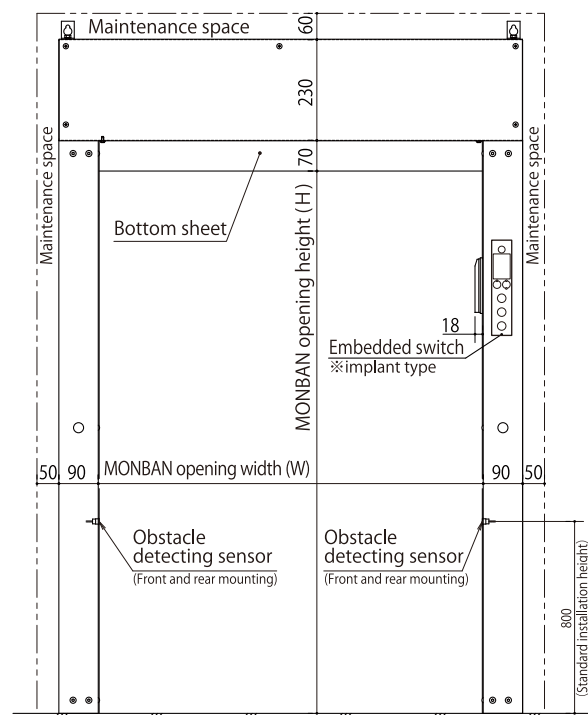 Maintenance space
60
230
70
Maintenance space
Maintenance space
Bottom sheet
MONBAN opening height (H)
18
Embedded switch
※implant type
50
90
MONBAN opening width (W)
90
50
Obstacle
detecting sensor
(Front and rear mounting)
Obstacle
detecting sensor
(Front and rear mounting)
800
(Standard installation height)